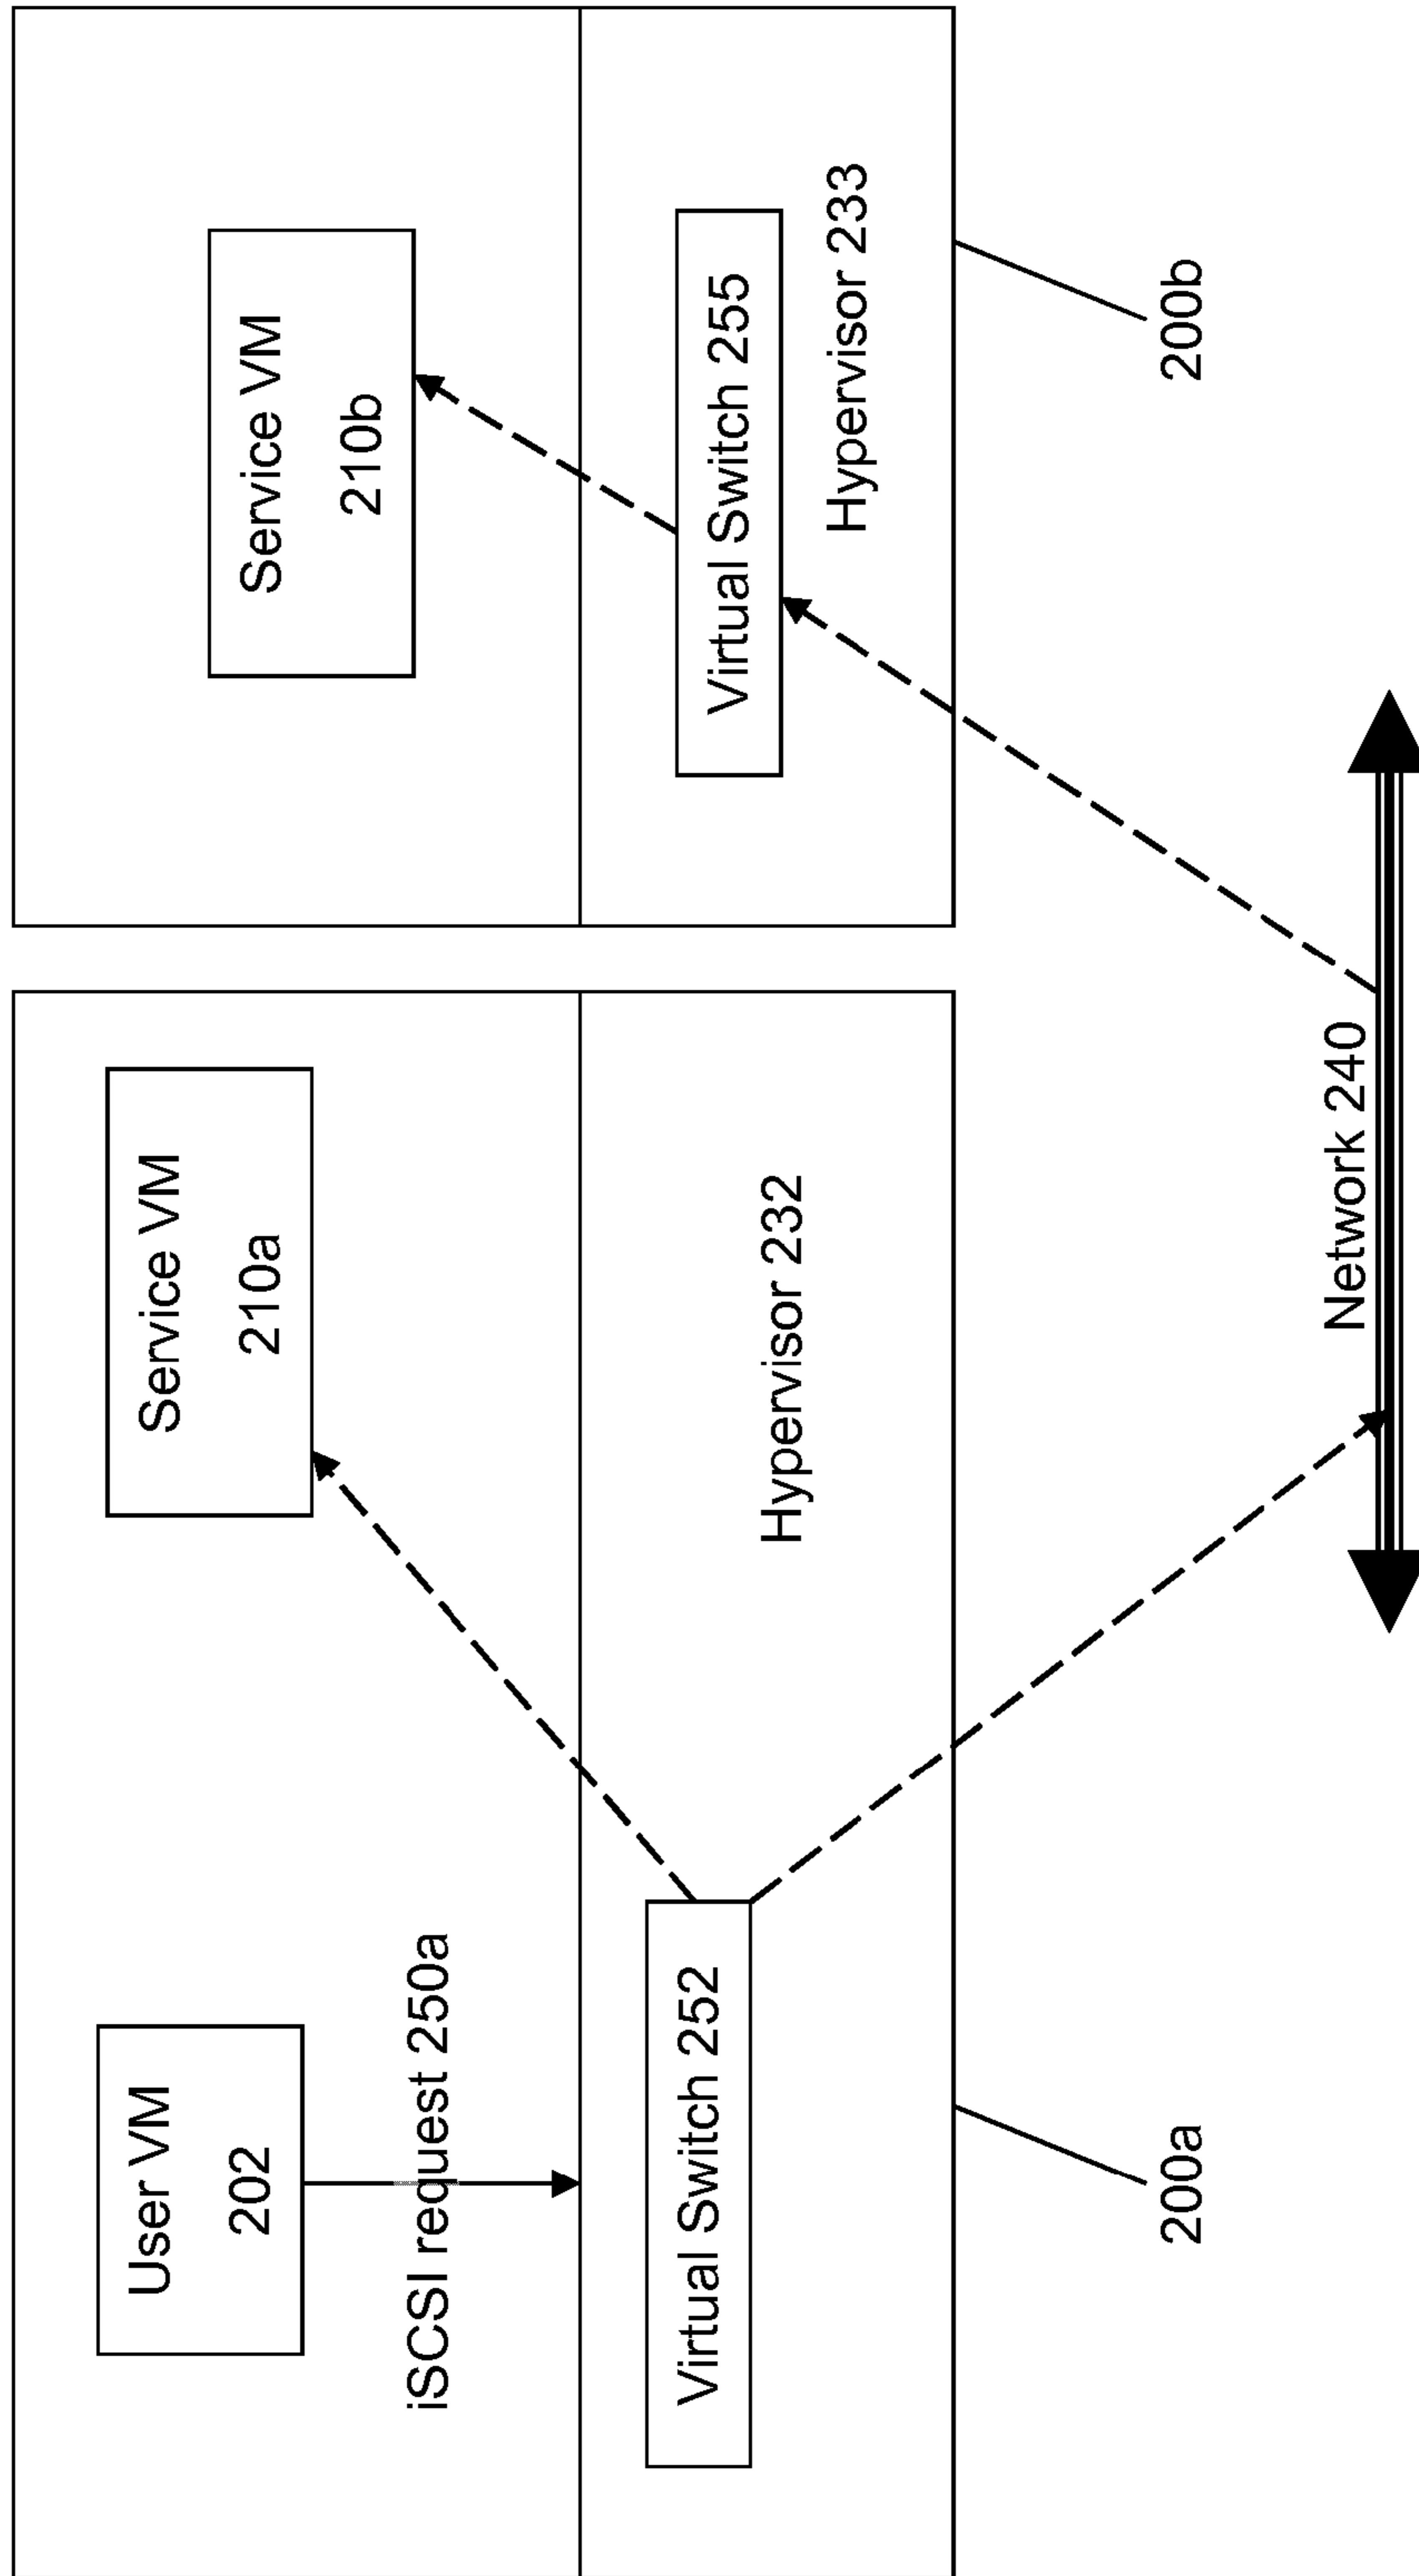 User VM
202
iSCSI request 250a
Virtual Switch 252
200a
Service VM
210a
Hypervisor 232
Network 240
Service VM
210b
Virtual Switch 255
Hypervisor 233
200b